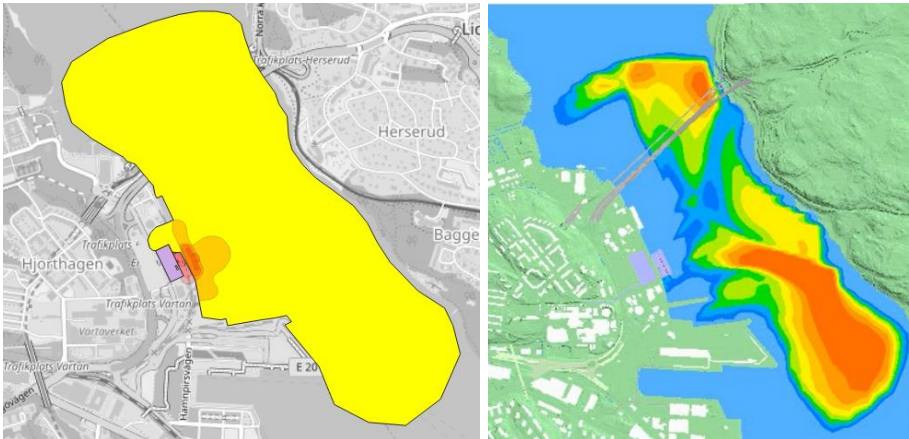 Norra k
Lid
Trafikplats-Herserud
Herserud
Bagge
Trafikplats
Hjorthagen
Trafikplats Värtan
Värtaverket
Hamnpirsvägen
E 20
Trafikplats Värtan